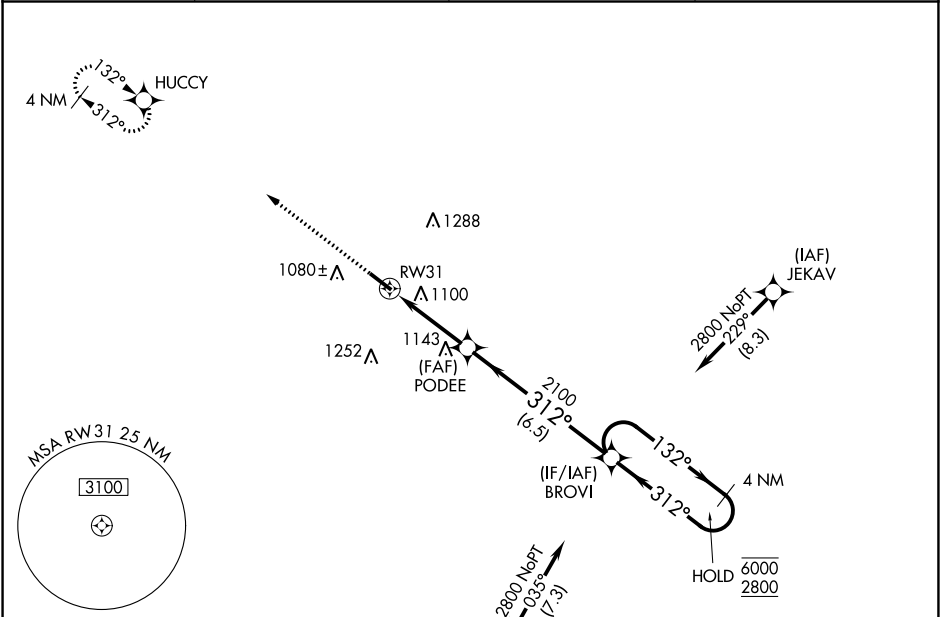 132°
HUCCY
4 NM
312°
1288
(IAF)
JEKAV
1080±
RW31
1100
2800 NoPT
229°
(8.3)
1143
1252
(FAF)
PODEE
2100
312°
(6.5)
MSA RW31 25 NM
3100
132°
(IF/IAF)
BROVI
4 NM
312°
HOLD
6000
2800
2800 NoPT
035°
(7.3)